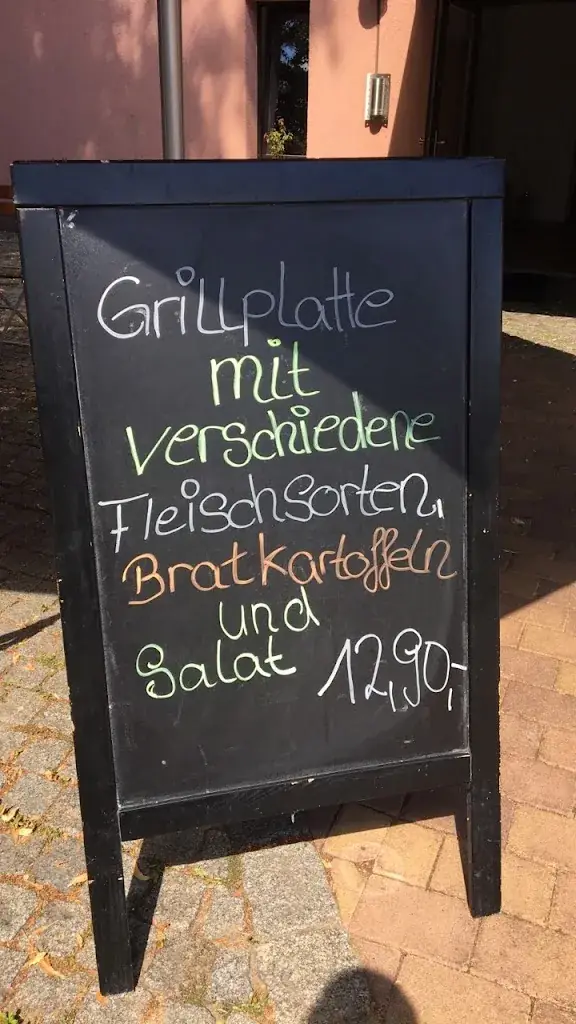 Grillplatte
mit
verschiedene
Fleischsorten,
Bratkartoffeln
und
Salat 12,90,-